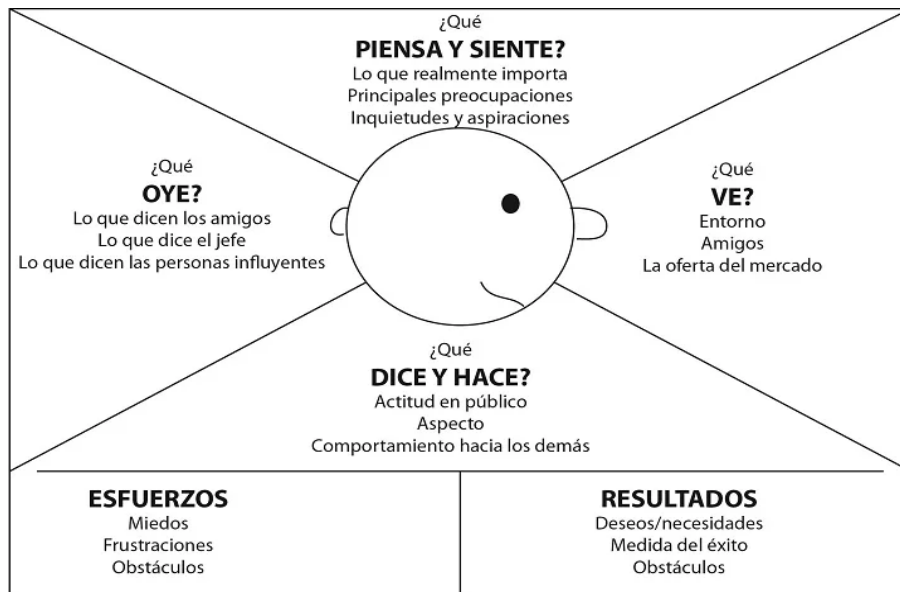 ¿Qué
PIENSA Y SIENTE?
Lo que realmente importa
Principales preocupaciones
Inquietudes y aspiraciones
¿Qué
OYE?
Lo que dicen los amigos
Lo que dice el jefe
Lo que dicen las personas influyentes
¿Qué
VE?
Entorno
Amigos
La oferta del mercado
¿Qué
DICE Y HACE?
Actitud en público
Aspecto
Comportamiento hacia los demás
ESFUERZOS
Miedos
Frustraciones
Obstáculos
RESULTADOS
Deseos/necesidades
Medida del éxito
Obstáculos